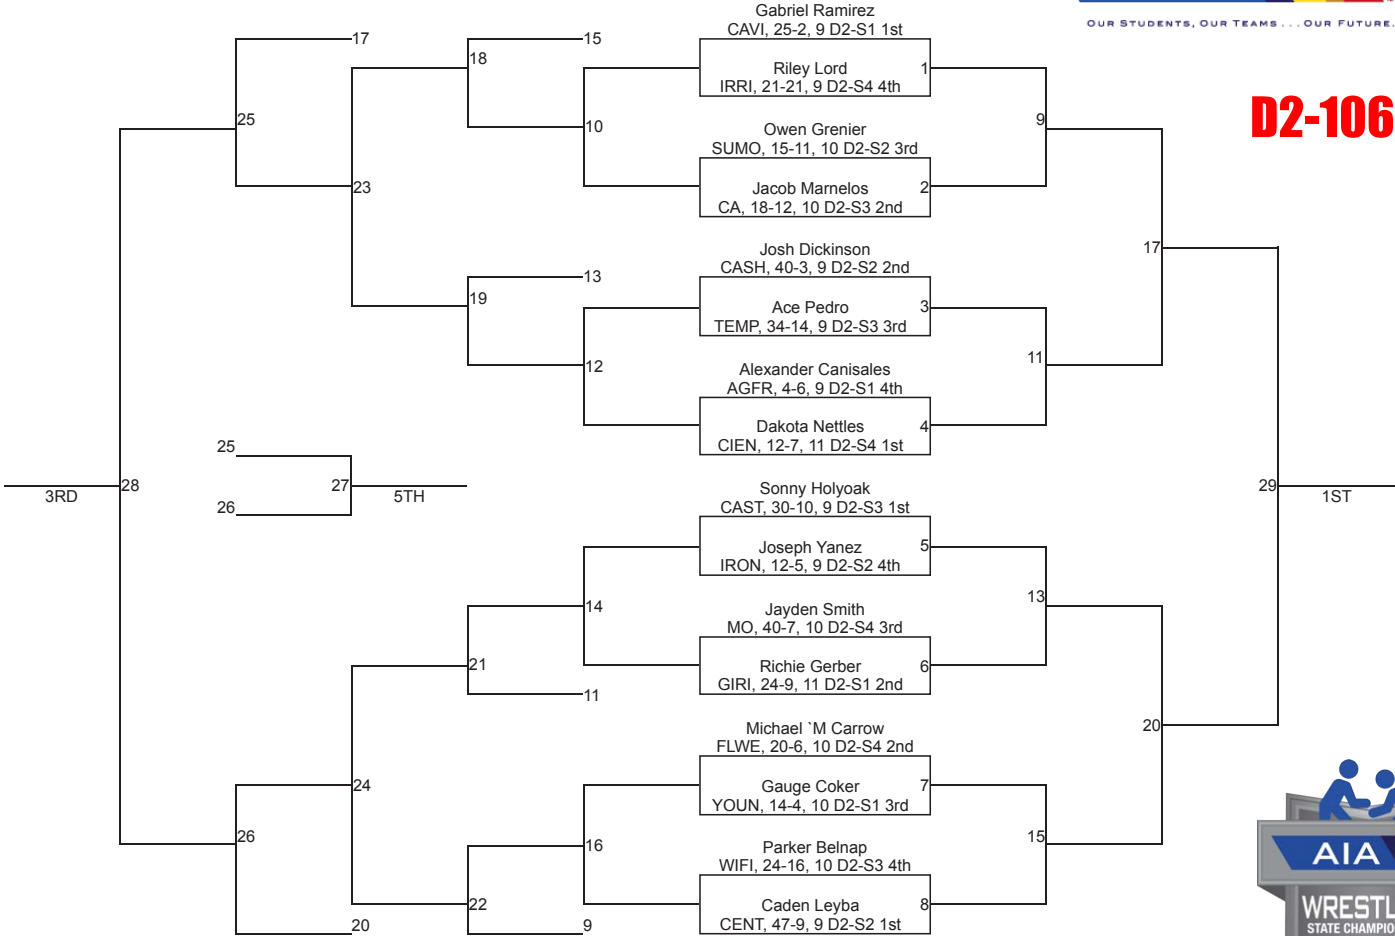 OUR STUDENTS, OUR TEAMS . . . OUR FUTURE.
D2-106
Gabriel Ramirez
CAVI, 25-2, 9 D2-S1 1st
Riley Lord
IRRI, 21-21, 9 D2-S4 4th
1
Owen Grenier
SUMO, 15-11, 10 D2-S2 3rd
Jacob Marnelos
CA, 18-12, 10 D2-S3 2nd
2
Josh Dickinson
CASH, 40-3, 9 D2-S2 2nd
Ace Pedro
TEMP, 34-14, 9 D2-S3 3rd
3
Alexander Canisales
AGFR, 4-6, 9 D2-S1 4th
Dakota Nettles
CIEN, 12-7, 11 D2-S4 1st
4
Sonny Holyoak
CAST, 30-10, 9 D2-S3 1st
Joseph Yanez
IRON, 12-5, 9 D2-S2 4th
5
Jayden Smith
MO, 40-7, 10 D2-S4 3rd
Richie Gerber
GIRI, 24-9, 11 D2-S1 2nd
6
Michael `M Carrow
FLWE, 20-6, 10 D2-S4 2nd
Gauge Coker
YOUN, 14-4, 10 D2-S1 3rd
7
Parker Belnap
WIFI, 24-16, 10 D2-S3 4th
Caden Leyba
CENT, 47-9, 9 D2-S2 1st
8
9
11
13
15
17
20
29
1ST
15
10
13
12
14
11
16
9
18
19
21
22
17
23
24
20
25
26
25
26
27
5TH
28
3RD
AIA
WRESTL
STATE CHAMPIO